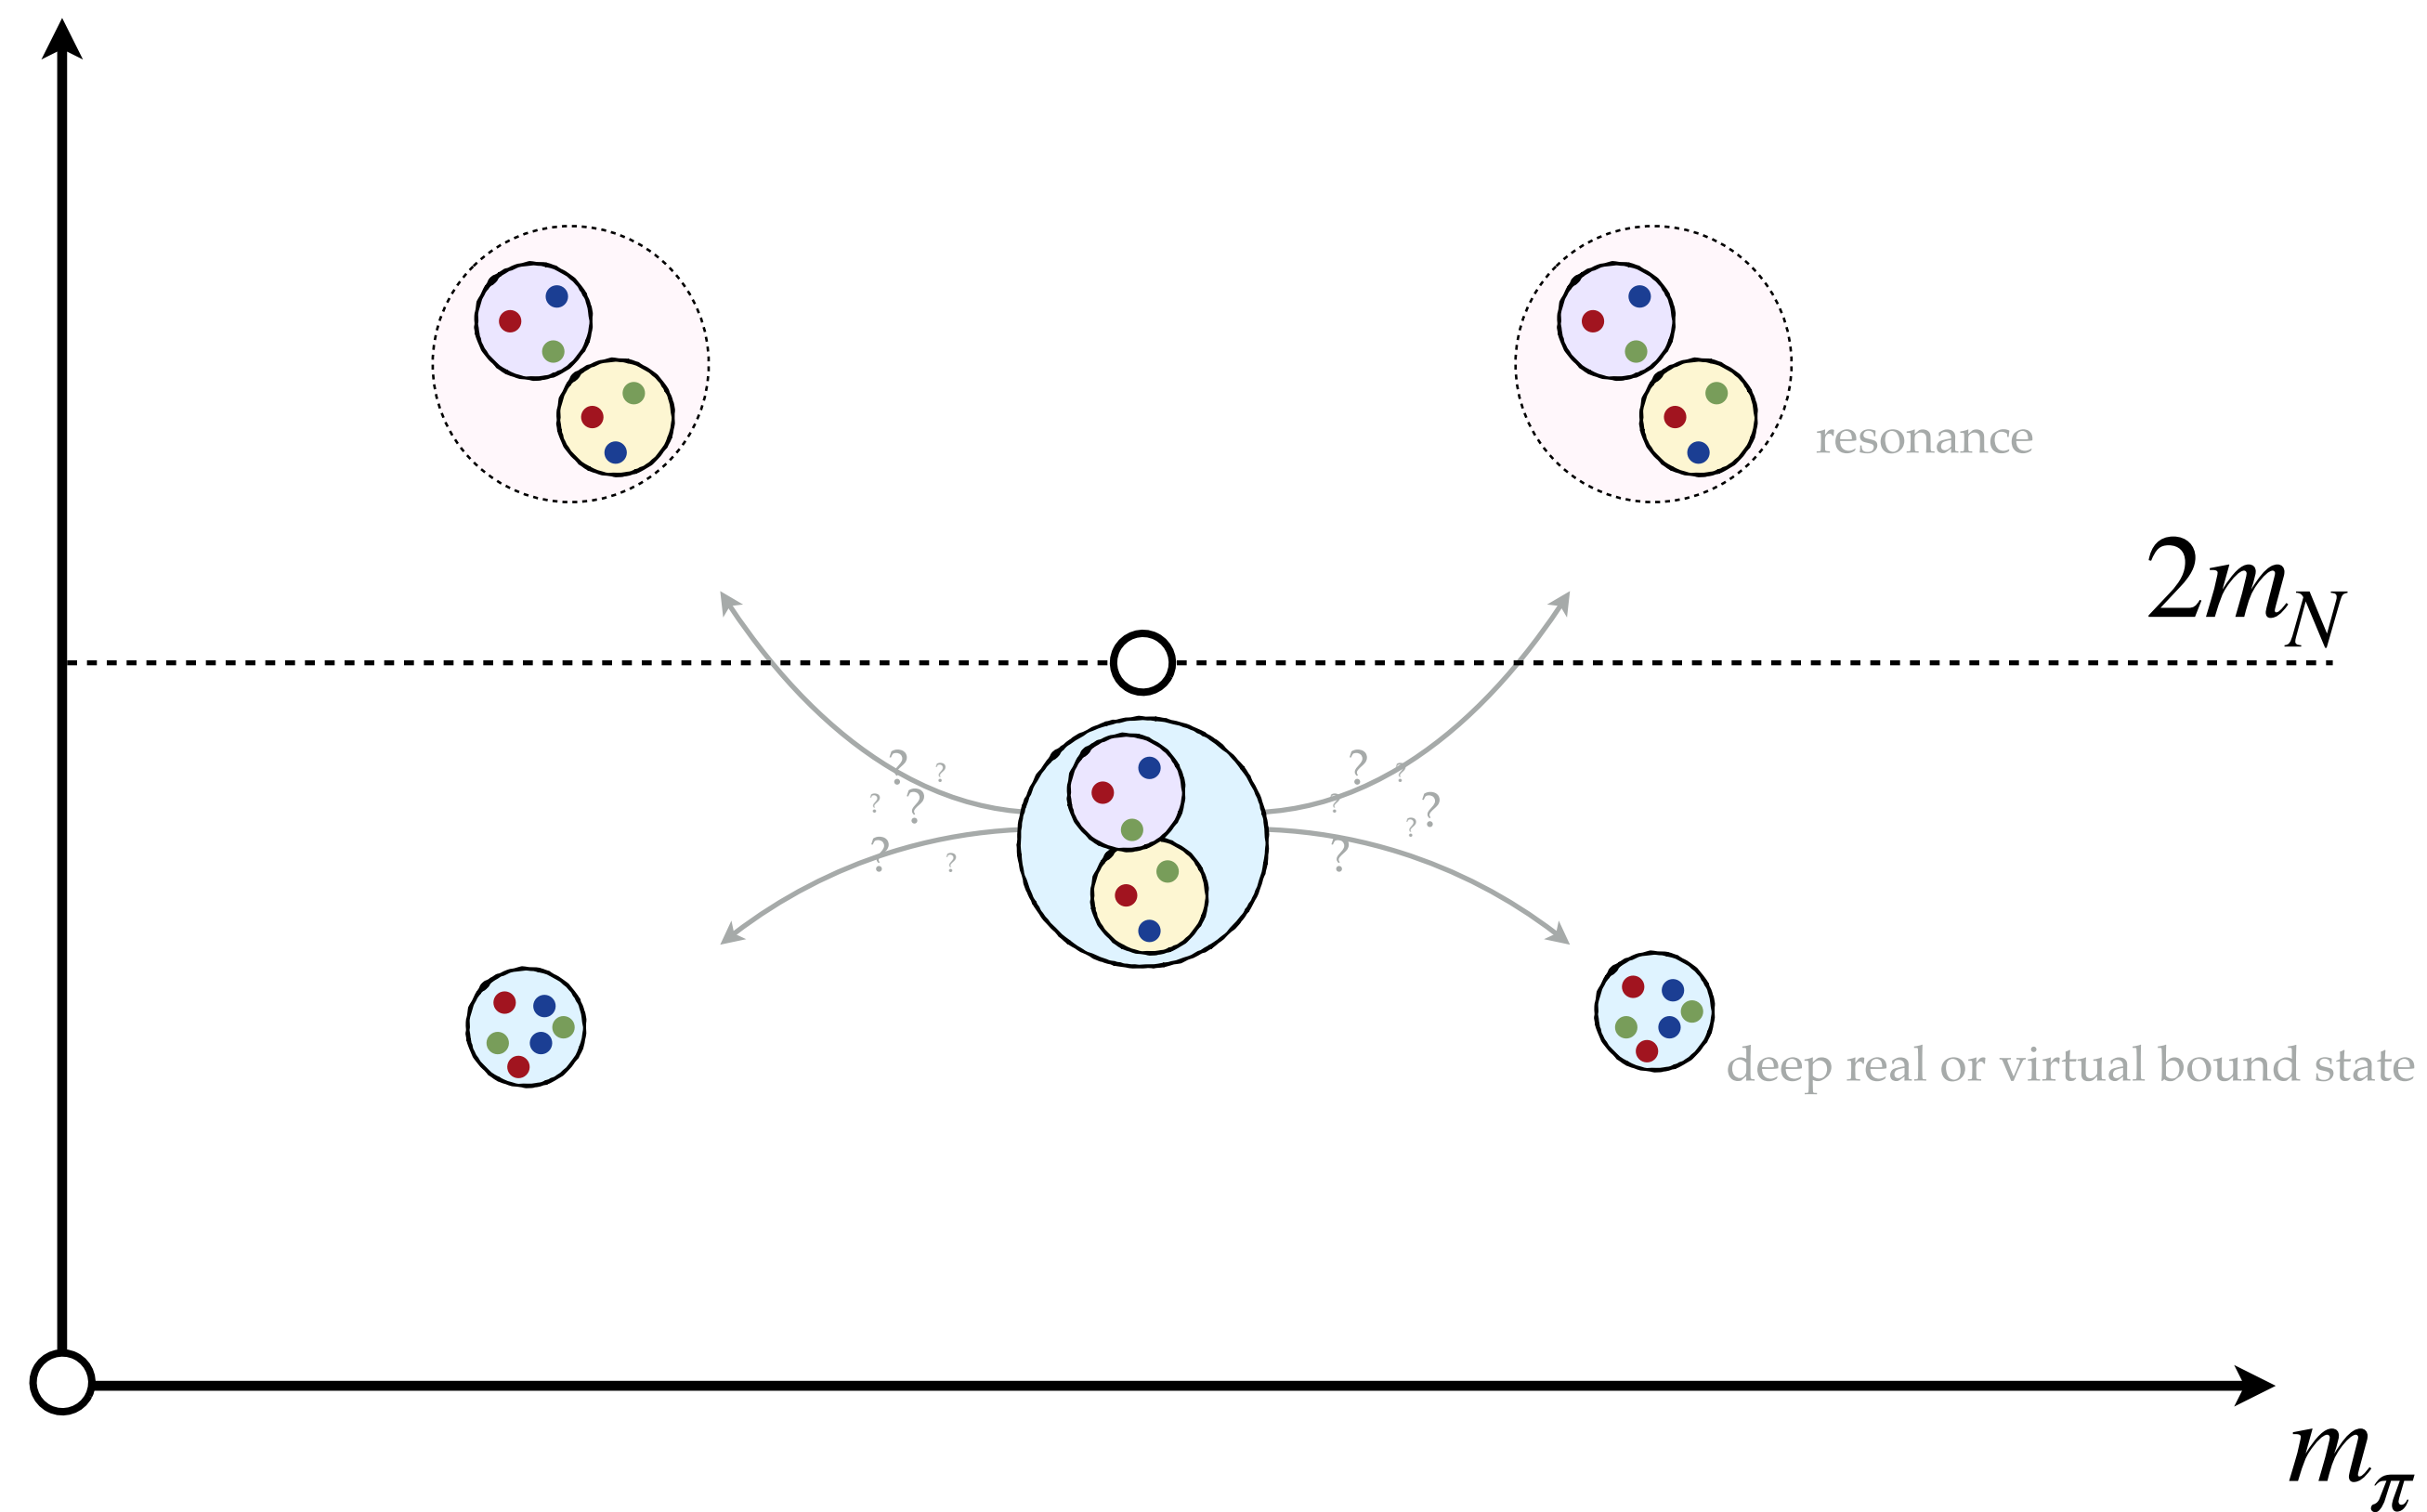 resonance
2m_N
? ? ? ?
? ? ? ?
? ? ? ?
deep real or virtual bound state
m_π